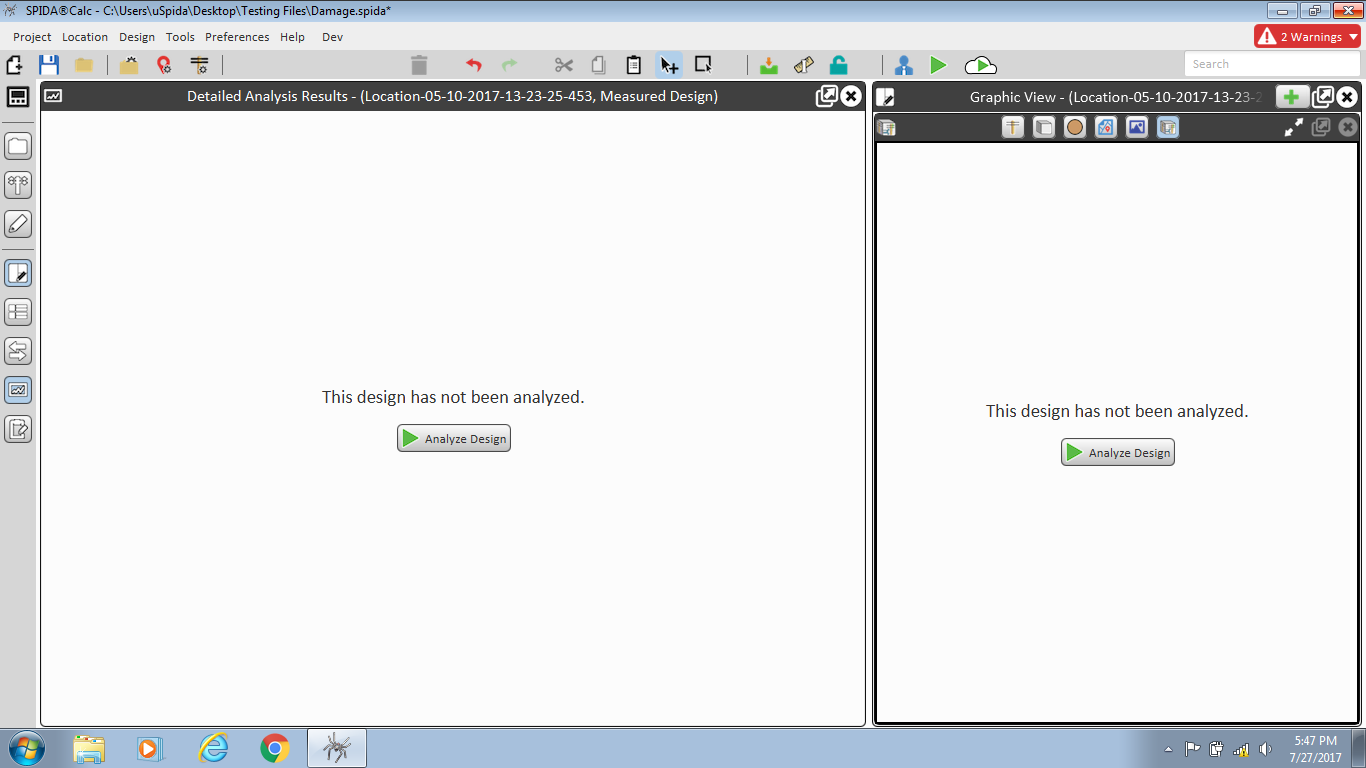 SPIDA®Calc - C:\Users\uSpida\Desktop\Testing Files\Damage.spida*
Project Location Design Tools Preferences Help Dev
2 Warnings
Search
Detailed Analysis Results - (Location-05-10-2017-13-23-25-453, Measured Design)
Graphic View - (Location-05-10-2017-13-23-2
This design has not been analyzed.
Analyze Design
This design has not been analyzed.
Analyze Design
5:47 PM
7/27/2017